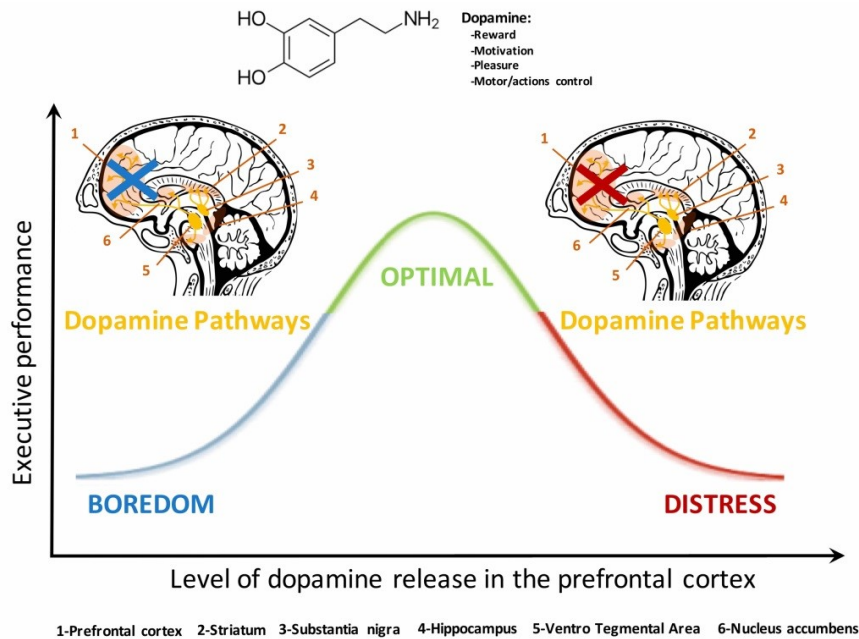 HO
NH₂
HO
Dopamine:
-Reward
-Motivation
-Pleasure
-Motor/actions control
1
2
3
4
5
6
1
2
3
4
5
6
OPTIMAL
Dopamine Pathways
Dopamine Pathways
Executive performance
BOREDOM
DISTRESS
Level of dopamine release in the prefrontal cortex
1-Prefrontal cortex 2-Striatum 3-Substantia nigra 4-Hippocampus 5-Ventro Tegmental Area 6-Nucleus accumbens